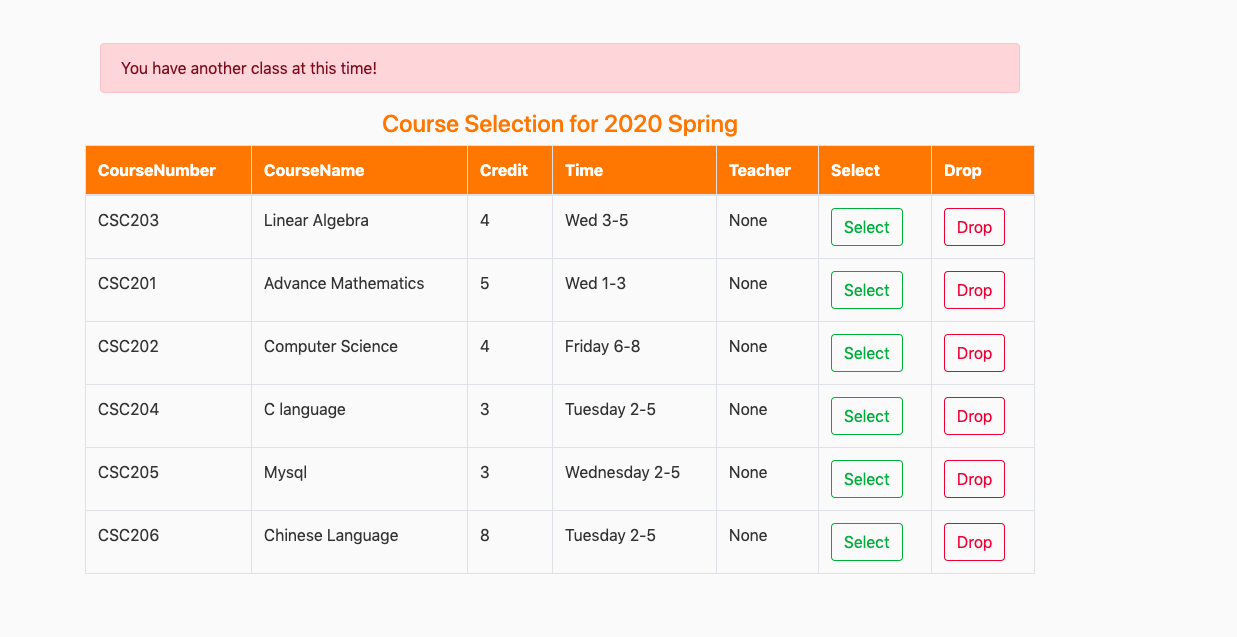 You have another class at this time!
Course Selection for 2020 Spring
CourseNumber CourseName Credit Time Teacher Select Drop
CSC203 Linear Algebra 4 Wed 3-5 None Select Drop
CSC201 Advance Mathematics 5 Wed 1-3 None Select Drop
CSC202 Computer Science 4 Friday 6-8 None Select Drop
CSC204 C language 3 Tuesday 2-5 None Select Drop
CSC205 Mysql 3 Wednesday 2-5 None Select Drop
CSC206 Chinese Language 8 Tuesday 2-5 None Select Drop